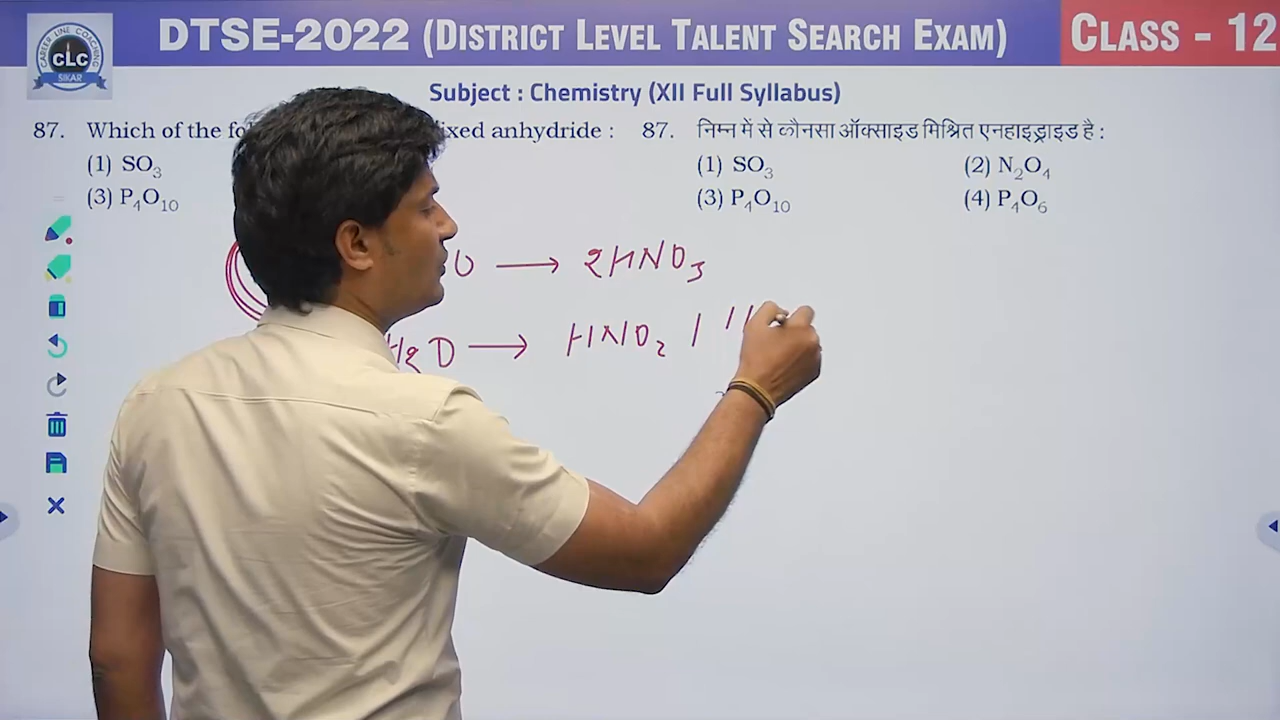 DTSE-2022 (DISTRICT LEVEL TALENT SEARCH EXAM)
CLASS - 12
CAREER LINE COACHING
CLC
SIKAR
Subject : Chemistry (XII Full Syllabus)
87. Which of the anhydride :
(1) SO₃
(3) P₄O₁₀
87. निम्न में से कौनसा ऑक्साइड मिश्रित एनहाइड्राइड है :
(1) SO₃ (2) N₂O₄
(3) P₄O₁₀ (4) P₄O₆
O ⟶ 2HNO₃
H₂O ⟶ HNO₂ /